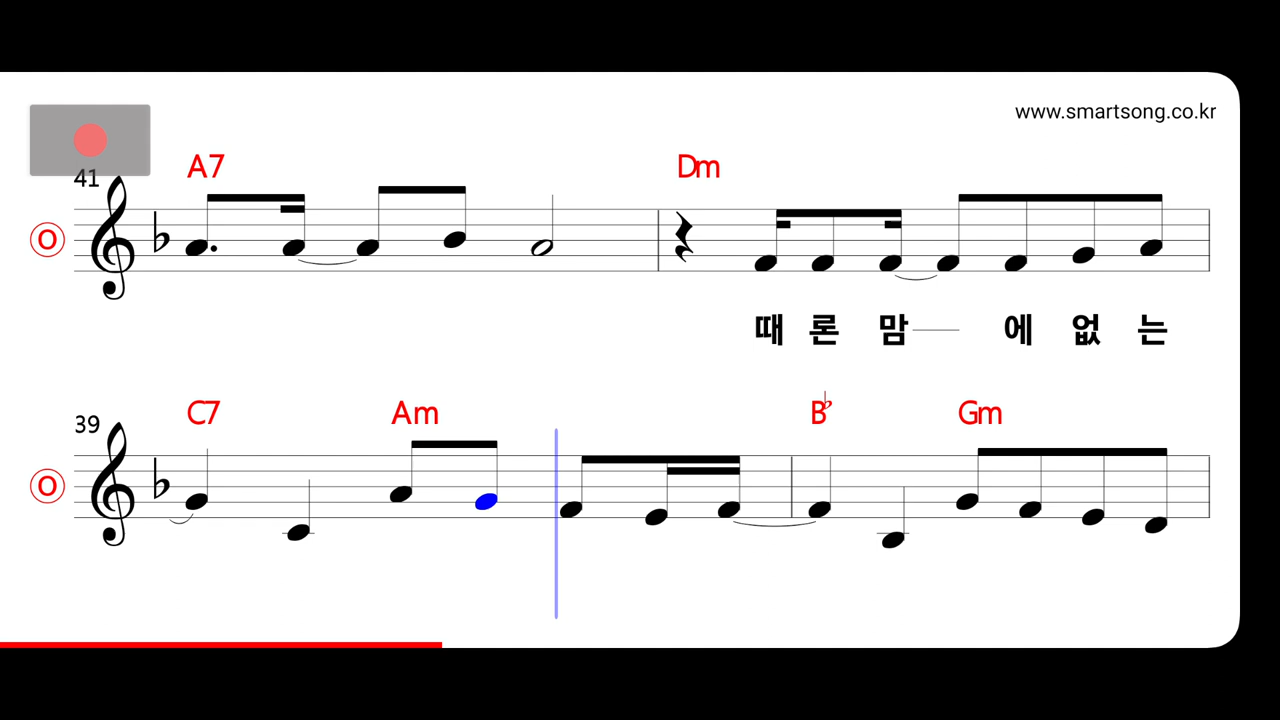 www.smartsong.co.kr
41
A7 Dm
O
때 론 맘 에 없 는
39
C7 Am B♭ Gm
O